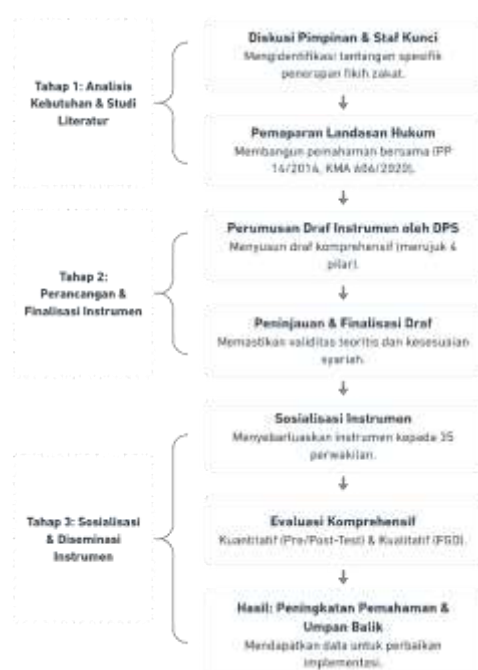 Diskusi Pimpinan & Staf Kunci
Mengidentifikasi tantangan spesifik
penerapan fikih zakat.
Tahap 1: Analisis
Kebutuhan & Studi
Literatur
Pemaparan Landasan Hukum
Membangun pemahaman bersama (PP
14/2014, KMA 606/2020).
Perumusan Draf Instrumen oleh DPS
Menyusun draf komprehensif (merujuk 4
pilar).
Tahap 2:
Perancangan &
Finalisasi Instrumen
Peninjauan & Finalisasi Draf
Memastikan validitas teoritis dan kesesuaian
syariah.
Sosialisasi Instrumen
Menyebarluaskan instrumen kepada 35
perwakilan.
Tahap 3: Sosialisasi
& Diseminasi
Instrumen
Evaluasi Komprehensif
Kuantitatif (Pre/Post-Test) & Kualitatif (FGD).
Hasil: Peningkatan Pemahaman &
Umpan Balik
Mendapatkan data untuk perbaikan
implementasi.